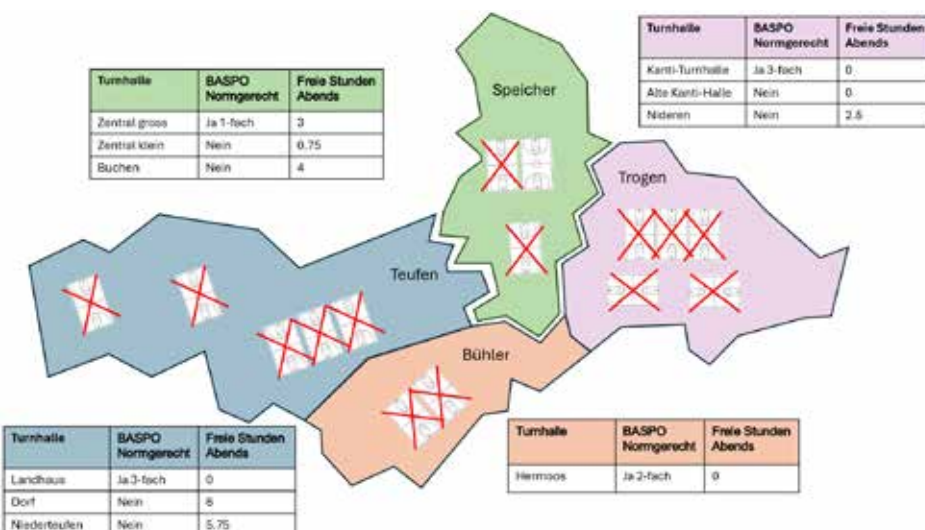 Turnhalle BASPO Normgerecht Freie Stunden Abends
Zentral gross Ja 1-fach 3
Zentral klein Nein 0.75
Buchen Nein 4
Speicher
Turnhalle BASPO Normgerecht Freie Stunden Abends
Kanti-Turnhalle Ja 3-fach 0
Alte Kanti-Halle Nein 0
Nideren Nein 2.5
Trogen
Teufen
Bühler
Turnhalle BASPO Normgerecht Freie Stunden Abends
Landhaus Ja 3-fach 0
Dorf Nein 6
Niederteufen Nein 5.75
Turnhalle BASPO Normgerecht Freie Stunden Abends
Hermoos Ja 2-fach 0